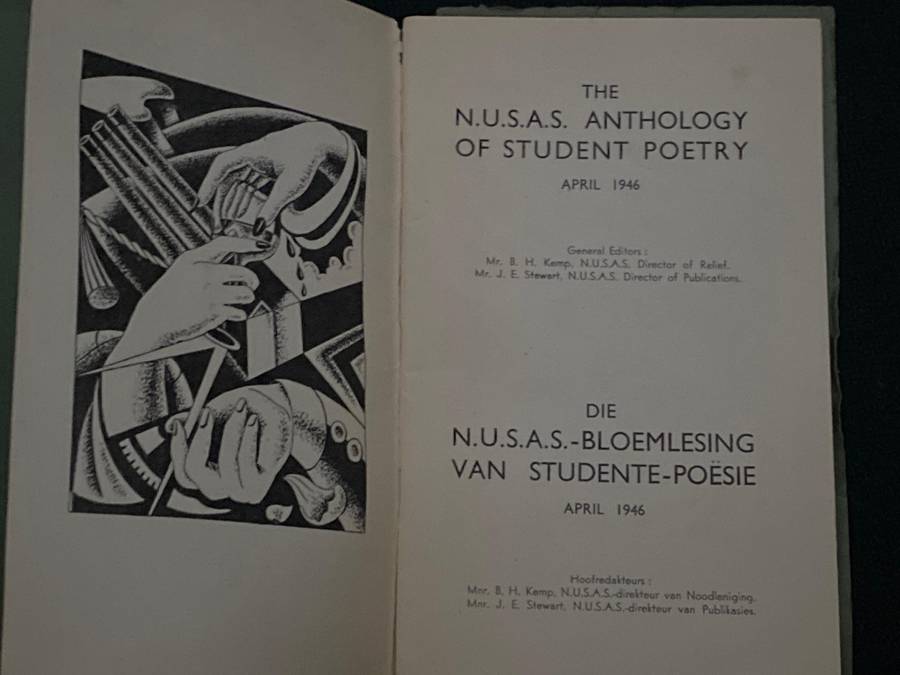 THE
N.U.S.A.S. ANTHOLOGY
OF STUDENT POETRY
APRIL 1946
General Editors :
Mr. B. H. Kemp, N.U.S.A.S. Director of Relief.
Mr. J. E. Stewart, N.U.S.A.S. Director of Publications.
DIE
N.U.S.A.S.-BLOEMLESING
VAN STUDENTE-POËSIE
APRIL 1946
Hoofredakteurs :
Mnr. B. H. Kemp, N.U.S.A.S.-direkteur van Noodleniging.
Mnr. J. E. Stewart, N.U.S.A.S.-direkteur van Publikasies.